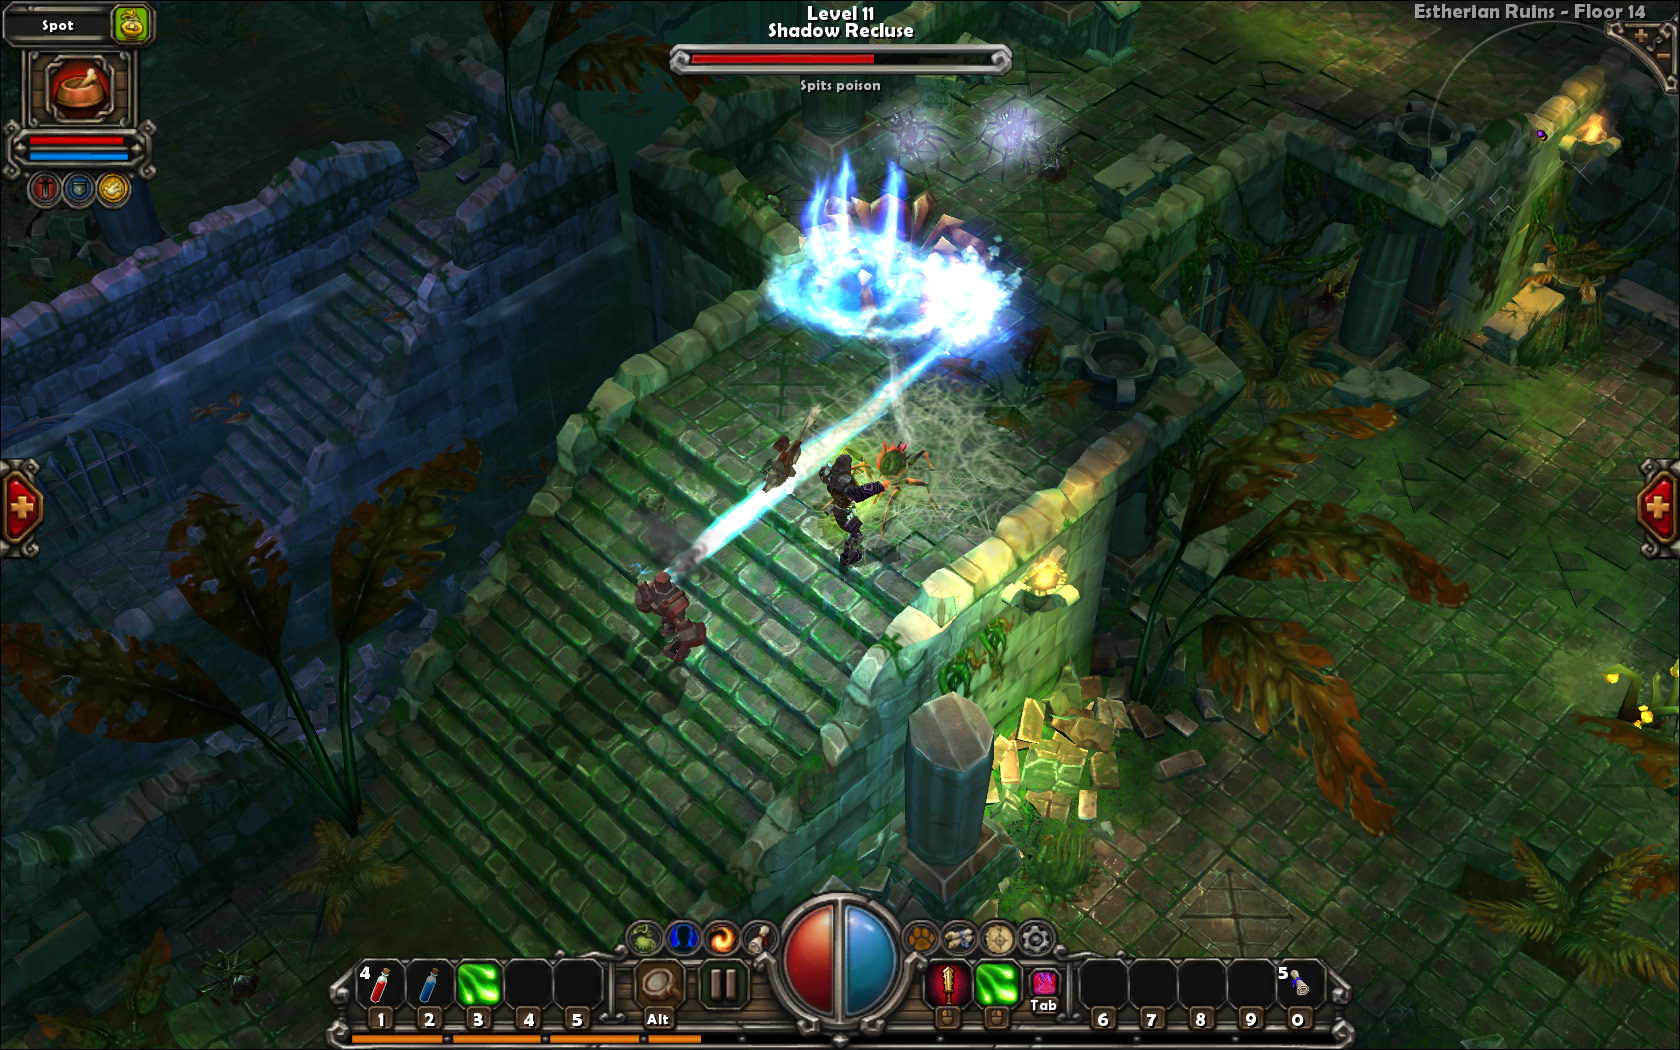 Spot
Level 11
Shadow Recluse
Spits poison
Estherian Ruins - Floor 14
4
5
1
2
3
4
5
Alt
Tab
6
7
8
9
0